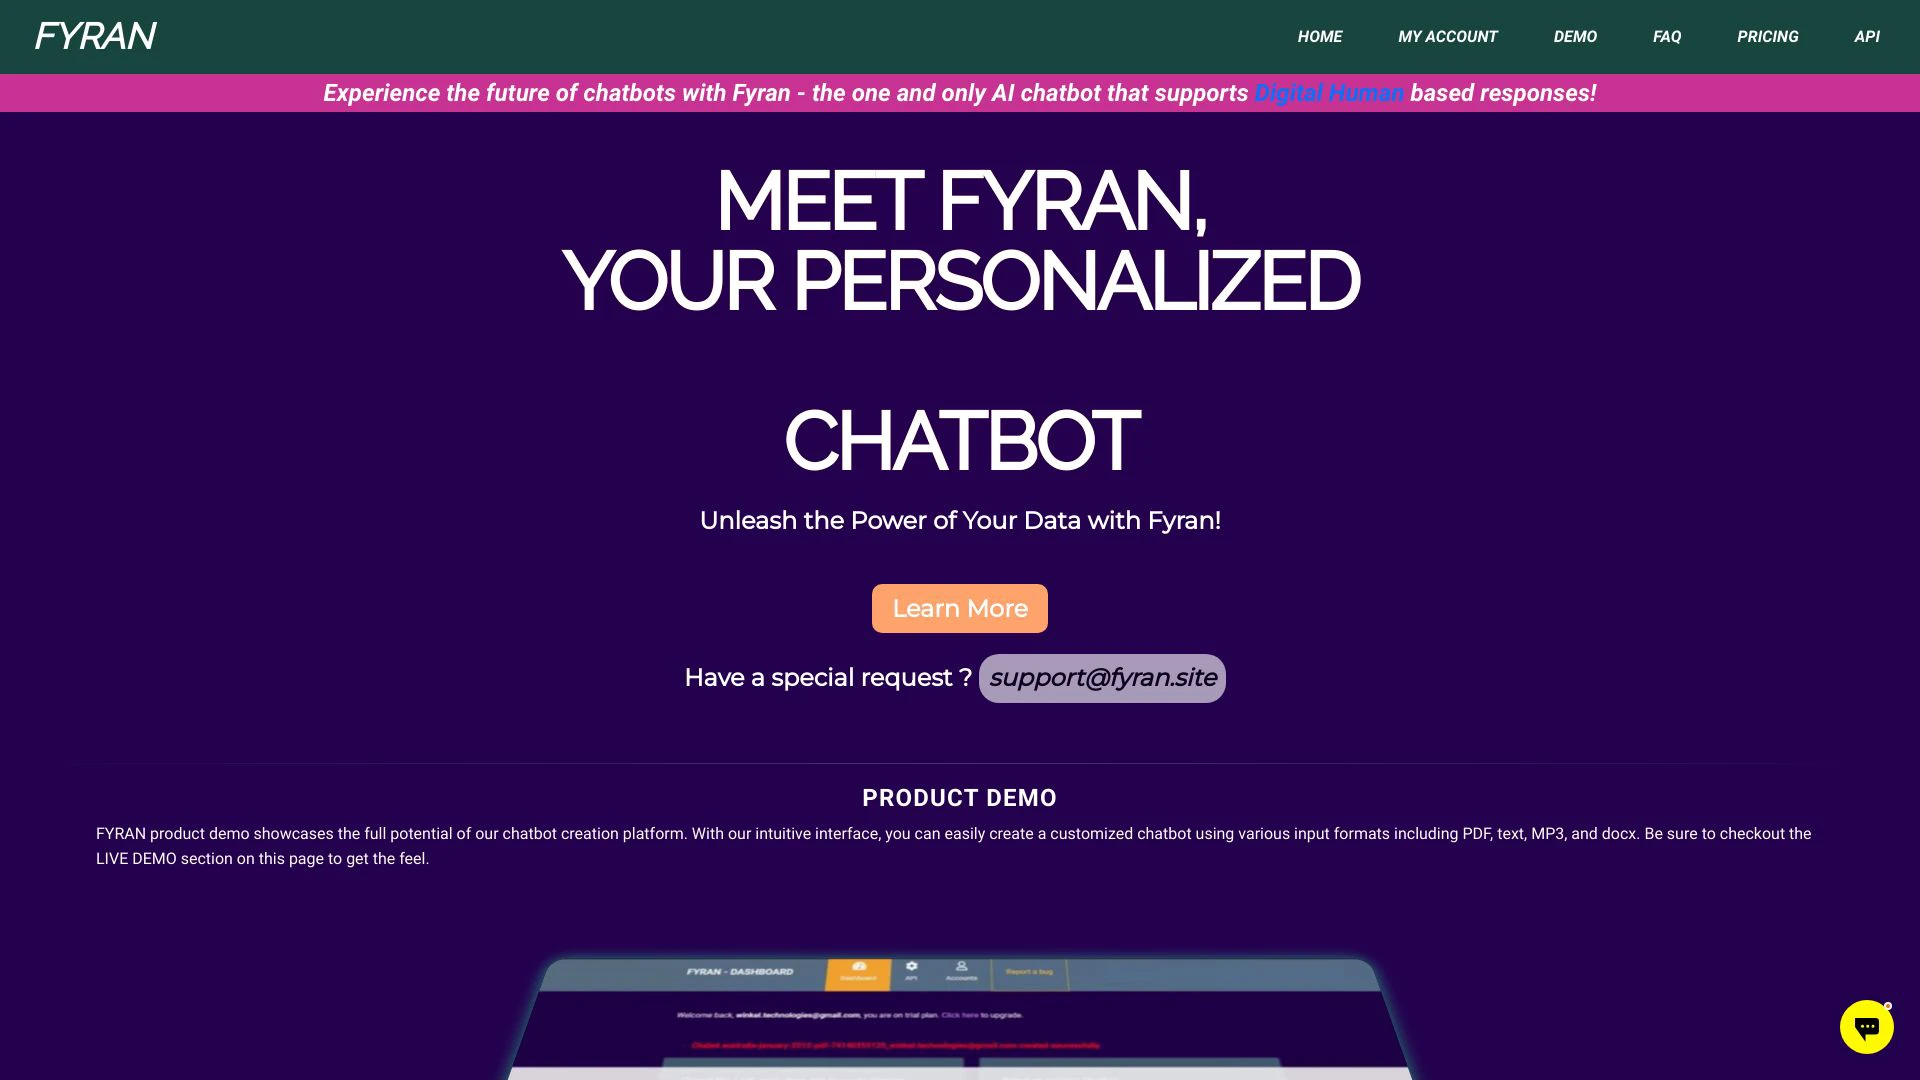 FYRAN
HOME
MY ACCOUNT
DEMO
FAQ
PRICING
API
Experience the future of chatbots with Fyran - the one and only AI chatbot that supports Digital Human based responses!
MEET FYRAN,
YOUR PERSONALIZED
CHATBOT
Unleash the Power of Your Data with Fyran!
Learn More
Have a special request ? support@fyran.site
PRODUCT DEMO
FYRAN product demo showcases the full potential of our chatbot creation platform. With our intuitive interface, you can easily create a customized chatbot using various input formats including PDF, text, MP3, and docx. Be sure to checkout the
LIVE DEMO section on this page to get the feel.
FYRAN - DASHBOARD
Dashboard
API
Accounts
Report a bug
Welcome back, winkel.technologies@gmail.com, you are on trial plan. Click here to upgrade.